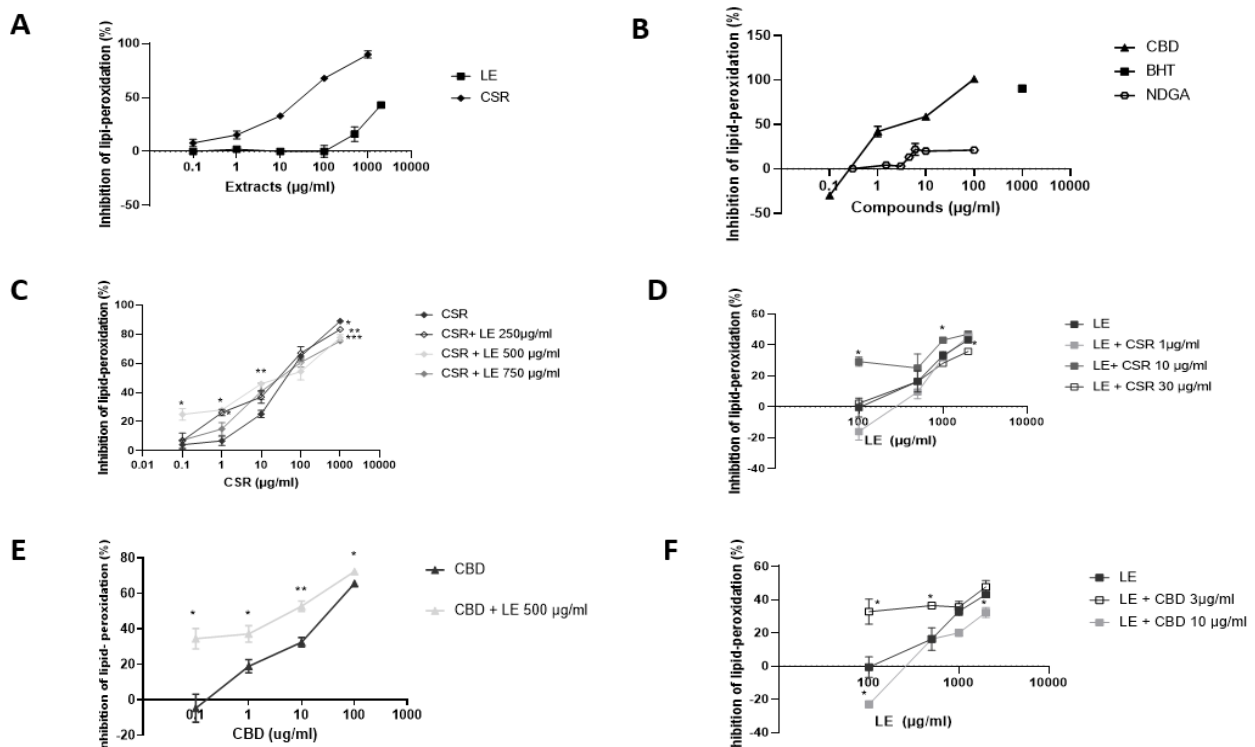 A
Inhibition of lipi-peroxidation (%)
100
50
0
-50
0.1 1 10 100 1000 10000
Extracts (µg/ml)
LE
CSR
B
Inhibition of lipid-peroxidation (%)
150
100
50
0
-50
0.1 1 10 100 1000 10000
Compounds (µg/ml)
CBD
BHT
NDGA
C
Inhibition of lipid-peroxidation (%)
100
80
60
40
20
0
0.01 0.1 1 10 100 1000 10000
CSR (µg/ml)
* * * ** * ** ***
CSR
CSR+ LE 250µg/ml
CSR + LE 500 µg/ml
CSR + LE 750 µg/ml
D
Inhibition of lipid-peroxidation (%)
60
40
20
0
-20
-40
100 1000 10000
LE (µg/ml)
* * *
LE
LE + CSR 1µg/ml
LE+ CSR 10 µg/ml
LE + CSR 30 µg/ml
E
Inhibition of lipid- peroxidation (%)
80
60
40
20
0
-20
0.1 1 10 100 1000
CBD (ug/ml)
* * ** *
CBD
CBD + LE 500 µg/ml
F
Inhibition of lipid-peroxidation (%)
60
40
20
0
-20
-40
100 1000 10000
LE (µg/ml)
* * * *
LE
LE + CBD 3µg/ml
LE + CBD 10 µg/ml